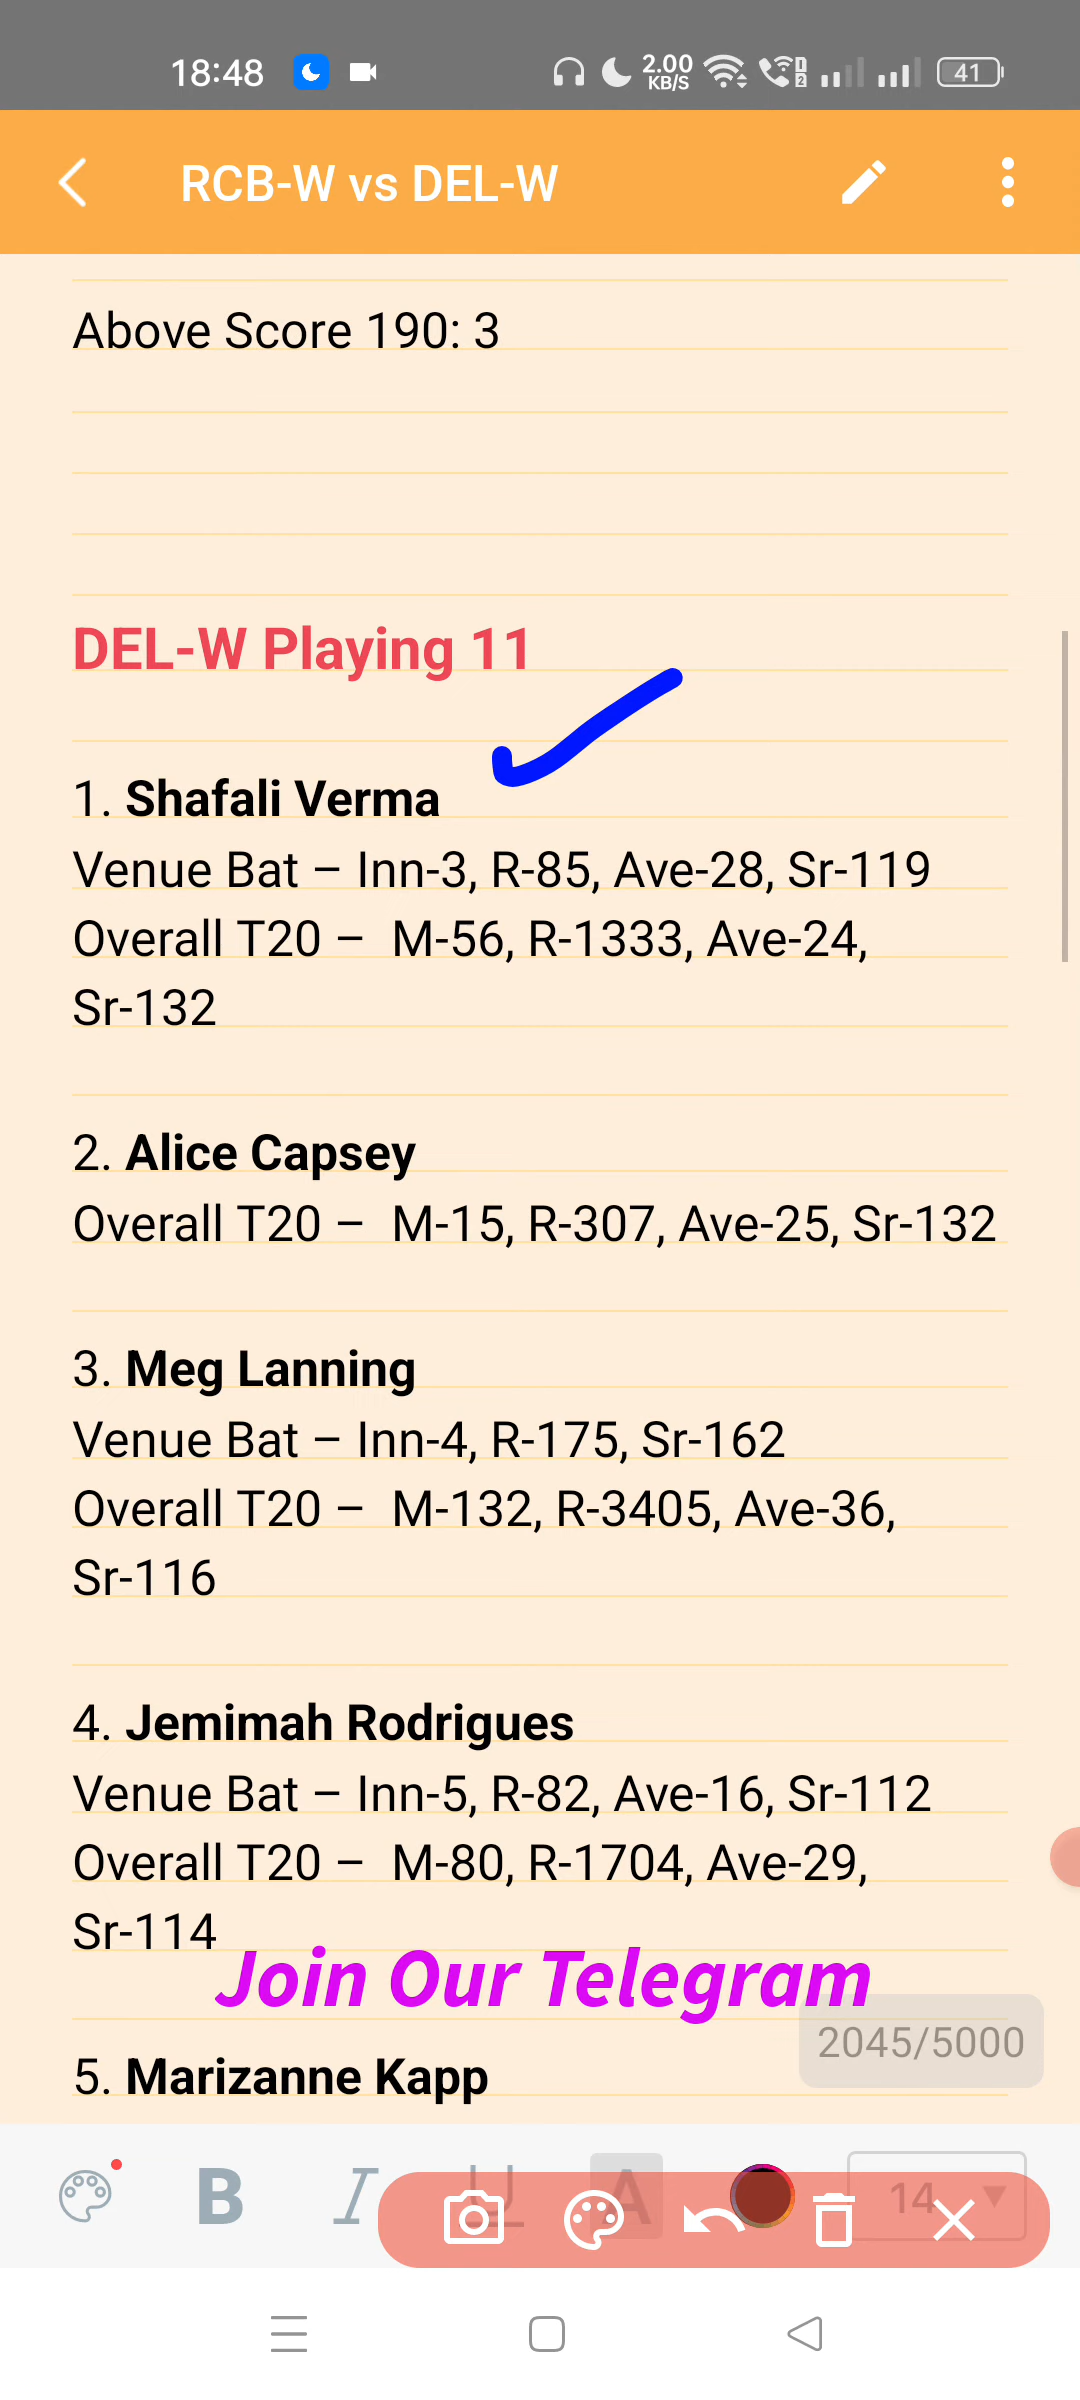 18:48
2.00
KB/S
1
2
41
RCB-W vs DEL-W
Above Score 190: 3
DEL-W Playing 11
1. Shafali Verma
Venue Bat – Inn-3, R-85, Ave-28, Sr-119
Overall T20 –  M-56, R-1333, Ave-24,
Sr-132
2. Alice Capsey
Overall T20 –  M-15, R-307, Ave-25, Sr-132
3. Meg Lanning
Venue Bat – Inn-4, R-175, Sr-162
Overall T20 –  M-132, R-3405, Ave-36,
Sr-116
4. Jemimah Rodrigues
Venue Bat – Inn-5, R-82, Ave-16, Sr-112
Overall T20 –  M-80, R-1704, Ave-29,
Sr-114
Join Our Telegram
2045/5000
5. Marizanne Kapp
B I U A 14